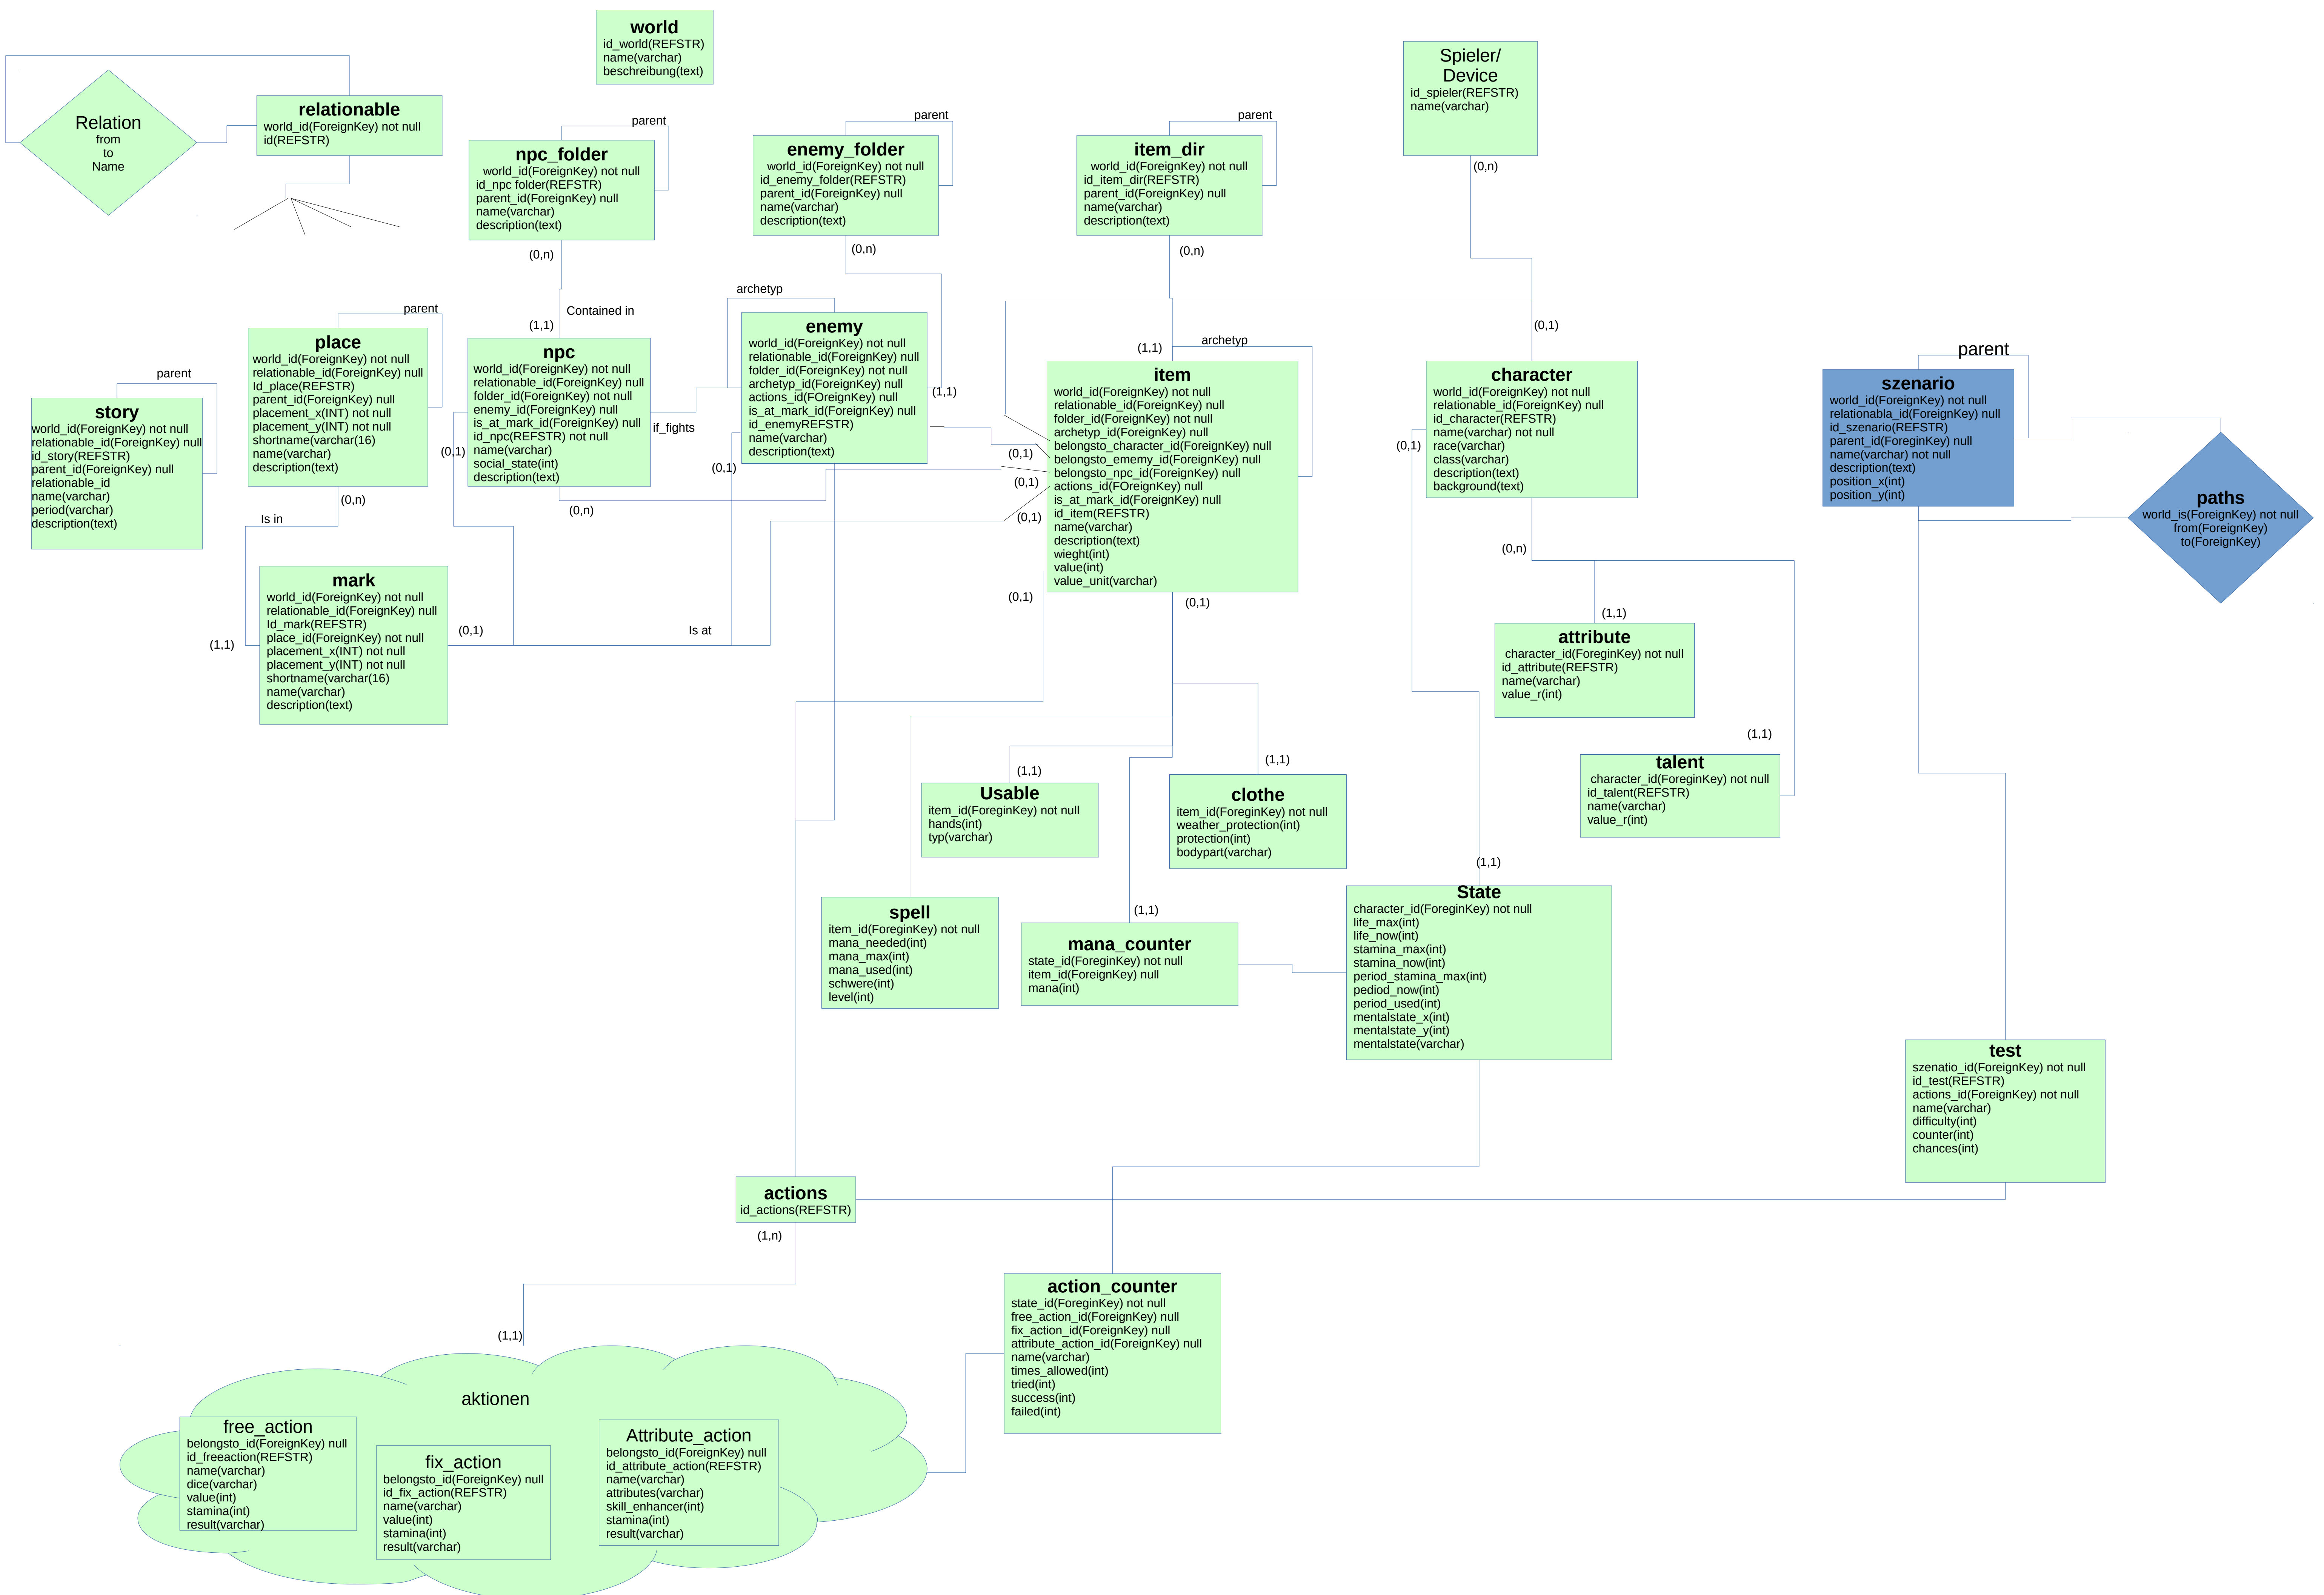 world
id_world(REFSTR)
name(varchar)
beschreibung(text)
Spieler/
Device
id_spieler(REFSTR)
name(varchar)
(0,n)
Relation
from
to
Name
relationable
world_id(ForeignKey) not null
id(REFSTR)
parent
npc_folder
world_id(ForeignKey) not null
id_npc folder(REFSTR)
parent_id(ForeignKey) null
name(varchar)
description(text)
(0,n)
parent
enemy_folder
world_id(ForeignKey) not null
id_enemy_folder(REFSTR)
parent_id(ForeignKey) null
name(varchar)
description(text)
(0,n)
parent
item_dir
world_id(ForeignKey) not null
id_item_dir(REFSTR)
parent_id(ForeignKey) null
name(varchar)
description(text)
(0,n)
parent
story
world_id(ForeignKey) not null
relationable_id(ForeignKey) null
id_story(REFSTR)
parent_id(ForeignKey) null
relationable_id
name(varchar)
period(varchar)
description(text)
parent
place
world_id(ForeignKey) not null
relationable_id(ForeignKey) null
Id_place(REFSTR)
parent_id(ForeignKey) null
placement_x(INT) not null
placement_y(INT) not null
shortname(varchar(16)
name(varchar)
description(text)
(0,n)
Is in
Contained in
(1,1)
npc
world_id(ForeignKey) not null
relationable_id(ForeignKey) null
folder_id(ForeignKey) not null
enemy_id(ForeignKey) null
is_at_mark_id(ForeignKey) null
id_npc(REFSTR) not null
name(varchar)
social_state(int)
description(text)
(0,1)
(0,n)
if_fights
archetyp
enemy
world_id(ForeignKey) not null
relationable_id(ForeignKey) null
folder_id(ForeignKey) not null
archetyp_id(ForeignKey) null
actions_id(FOreignKey) null
is_at_mark_id(ForeignKey) null
id_enemyREFSTR)
name(varchar)
description(text)
(1,1)
(0,1)
(1,1)
archetyp
item
world_id(ForeignKey) not null
relationable_id(ForeignKey) null
folder_id(ForeignKey) not null
archetyp_id(ForeignKey) null
belongsto_character_id(ForeignKey) null
belongsto_ememy_id(ForeignKey) null
belongsto_npc_id(ForeignKey) null
actions_id(FOreignKey) null
is_at_mark_id(ForeignKey) null
id_item(REFSTR)
name(varchar)
description(text)
wieght(int)
value(int)
value_unit(varchar)
(0,1)
(0,1)
(0,1)
(0,1)
(0,1)
(0,1)
character
world_id(ForeignKey) not null
relationable_id(ForeignKey) null
id_character(REFSTR)
name(varchar) not null
race(varchar)
class(varchar)
description(text)
background(text)
(0,1)
(0,n)
parent
szenario
world_id(ForeignKey) not null
relationabla_id(ForeignKey) null
id_szenario(REFSTR)
parent_id(ForeignKey) null
name(varchar) not null
description(text)
position_x(int)
position_y(int)
paths
world_is(ForeignKey) not null
from(ForeignKey)
to(ForeignKey)
(1,1)
mark
world_id(ForeignKey) not null
relationable_id(ForeignKey) null
Id_mark(REFSTR)
place_id(ForeignKey) not null
placement_x(INT) not null
placement_y(INT) not null
shortname(varchar(16)
name(varchar)
description(text)
(0,1)
Is at
(1,1)
attribute
character_id(ForeginKey) not null
id_attribute(REFSTR)
name(varchar)
value_r(int)
(1,1)
talent
character_id(ForeginKey) not null
id_talent(REFSTR)
name(varchar)
value_r(int)
(1,1)
Usable
item_id(ForeginKey) not null
hands(int)
typ(varchar)
(1,1)
clothe
item_id(ForeginKey) not null
weather_protection(int)
protection(int)
bodypart(varchar)
spell
item_id(ForeginKey) not null
mana_needed(int)
mana_max(int)
mana_used(int)
schwere(int)
level(int)
(1,1)
mana_counter
state_id(ForeginKey) not null
item_id(ForeignKey) null
mana(int)
(1,1)
State
character_id(ForeginKey) not null
life_max(int)
life_now(int)
stamina_max(int)
stamina_now(int)
period_stamina_max(int)
pediod_now(int)
period_used(int)
mentalstate_x(int)
mentalstate_y(int)
mentalstate(varchar)
test
szenatio_id(ForeignKey) not null
id_test(REFSTR)
actions_id(ForeignKey) not null
name(varchar)
difficulty(int)
counter(int)
chances(int)
actions
id_actions(REFSTR)
(1,n)
(1,1)
action_counter
state_id(ForeginKey) not null
free_action_id(ForeignKey) null
fix_action_id(ForeignKey) null
attribute_action_id(ForeignKey) null
name(varchar)
times_allowed(int)
tried(int)
success(int)
failed(int)
aktionen
free_action
belongsto_id(ForeignKey) null
id_freeaction(REFSTR)
name(varchar)
dice(varchar)
value(int)
stamina(int)
result(varchar)
fix_action
belongsto_id(ForeignKey) null
id_fix_action(REFSTR)
name(varchar)
value(int)
stamina(int)
result(varchar)
Attribute_action
belongsto_id(ForeignKey) null
id_attribute_action(REFSTR)
name(varchar)
attributes(varchar)
skill_enhancer(int)
stamina(int)
result(varchar)